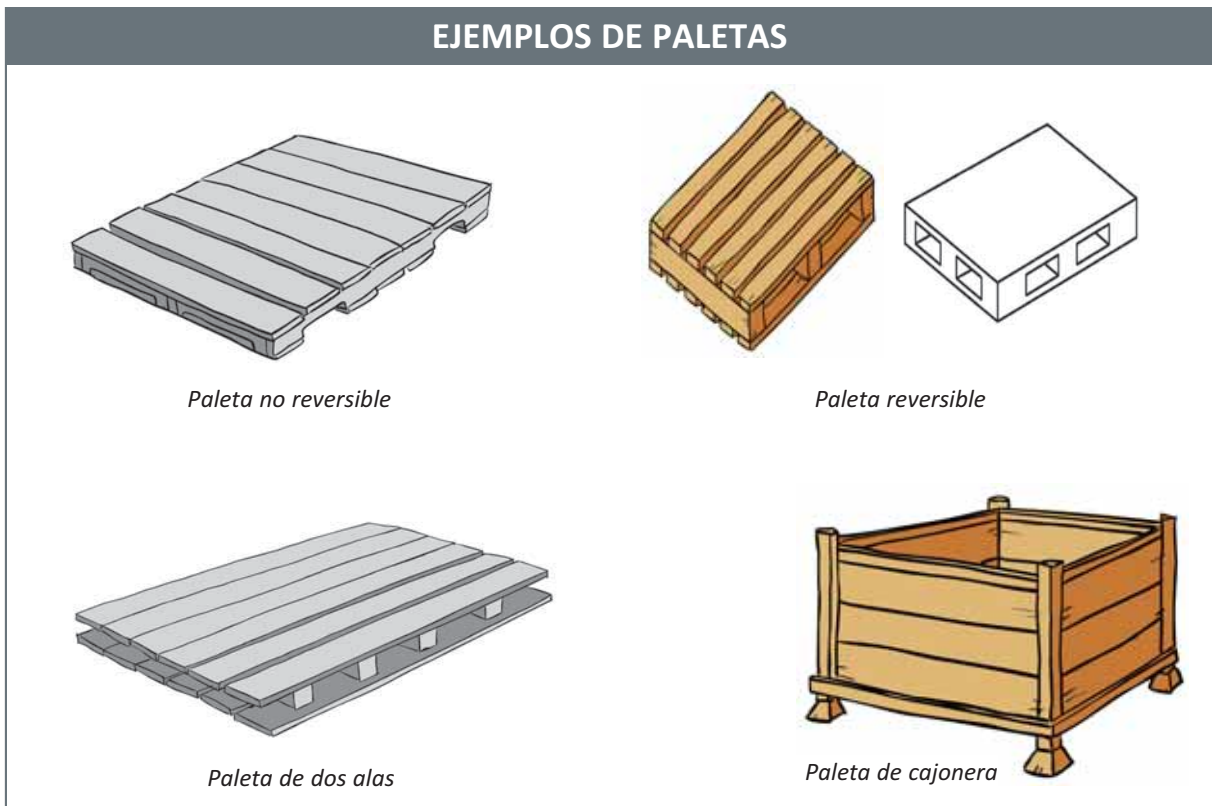 EJEMPLOS DE PALETAS
Paleta no reversible
Paleta reversible
Paleta de dos alas
Paleta de cajonera